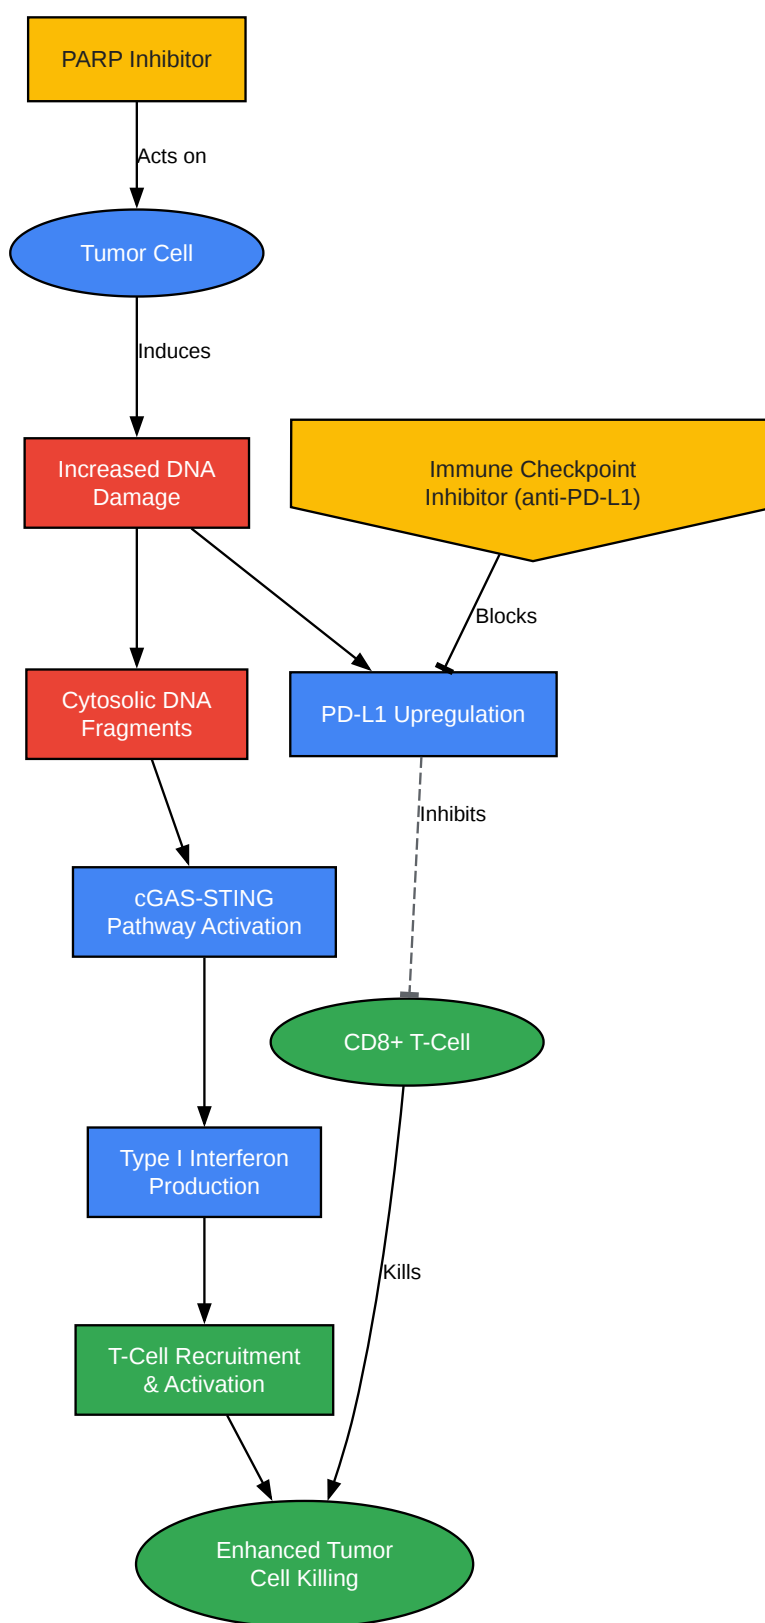 PARP Inhibitor
Acts on
Tumor Cell
Induces
Increased DNA
Damage
Immune Checkpoint
Inhibitor (anti-PD-L1)
Blocks
Cytosolic DNA
Fragments
PD-L1 Upregulation
Inhibits
cGAS-STING
Pathway Activation
CD8+ T-Cell
Type I Interferon
Production
Kills
T-Cell Recruitment
& Activation
Enhanced Tumor
Cell Killing